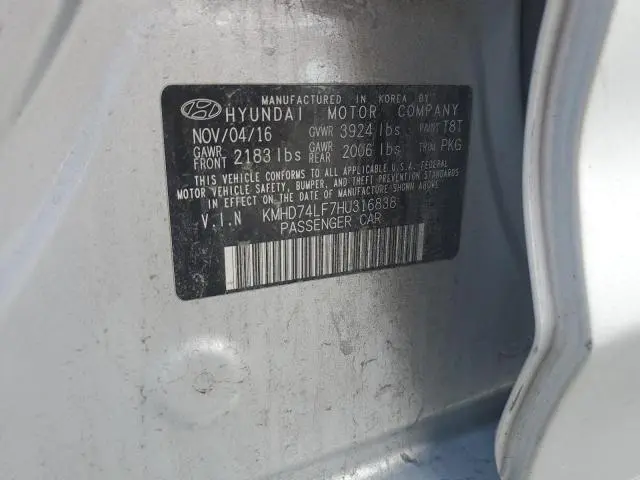 MANUFACTURED IN KOREA BY
HYUNDAI MOTOR COMPANY
NOV/04/16 GVWR 3924 lbs PAINT T8T
GAWR FRONT 2183 lbs GAWR REAR 2006 lbs TRIM PKG
THIS VEHICLE CONFORMS TO ALL APPLICABLE U.S.A. FEDERAL
MOTOR VEHICLE SAFETY, BUMPER, AND THEFT PREVENTION STANDARDS
IN EFFECT ON THE DATE OF MANUFACTURE SHOWN ABOVE.
V.I.N KMHD74LF7HU316838
PASSENGER CAR